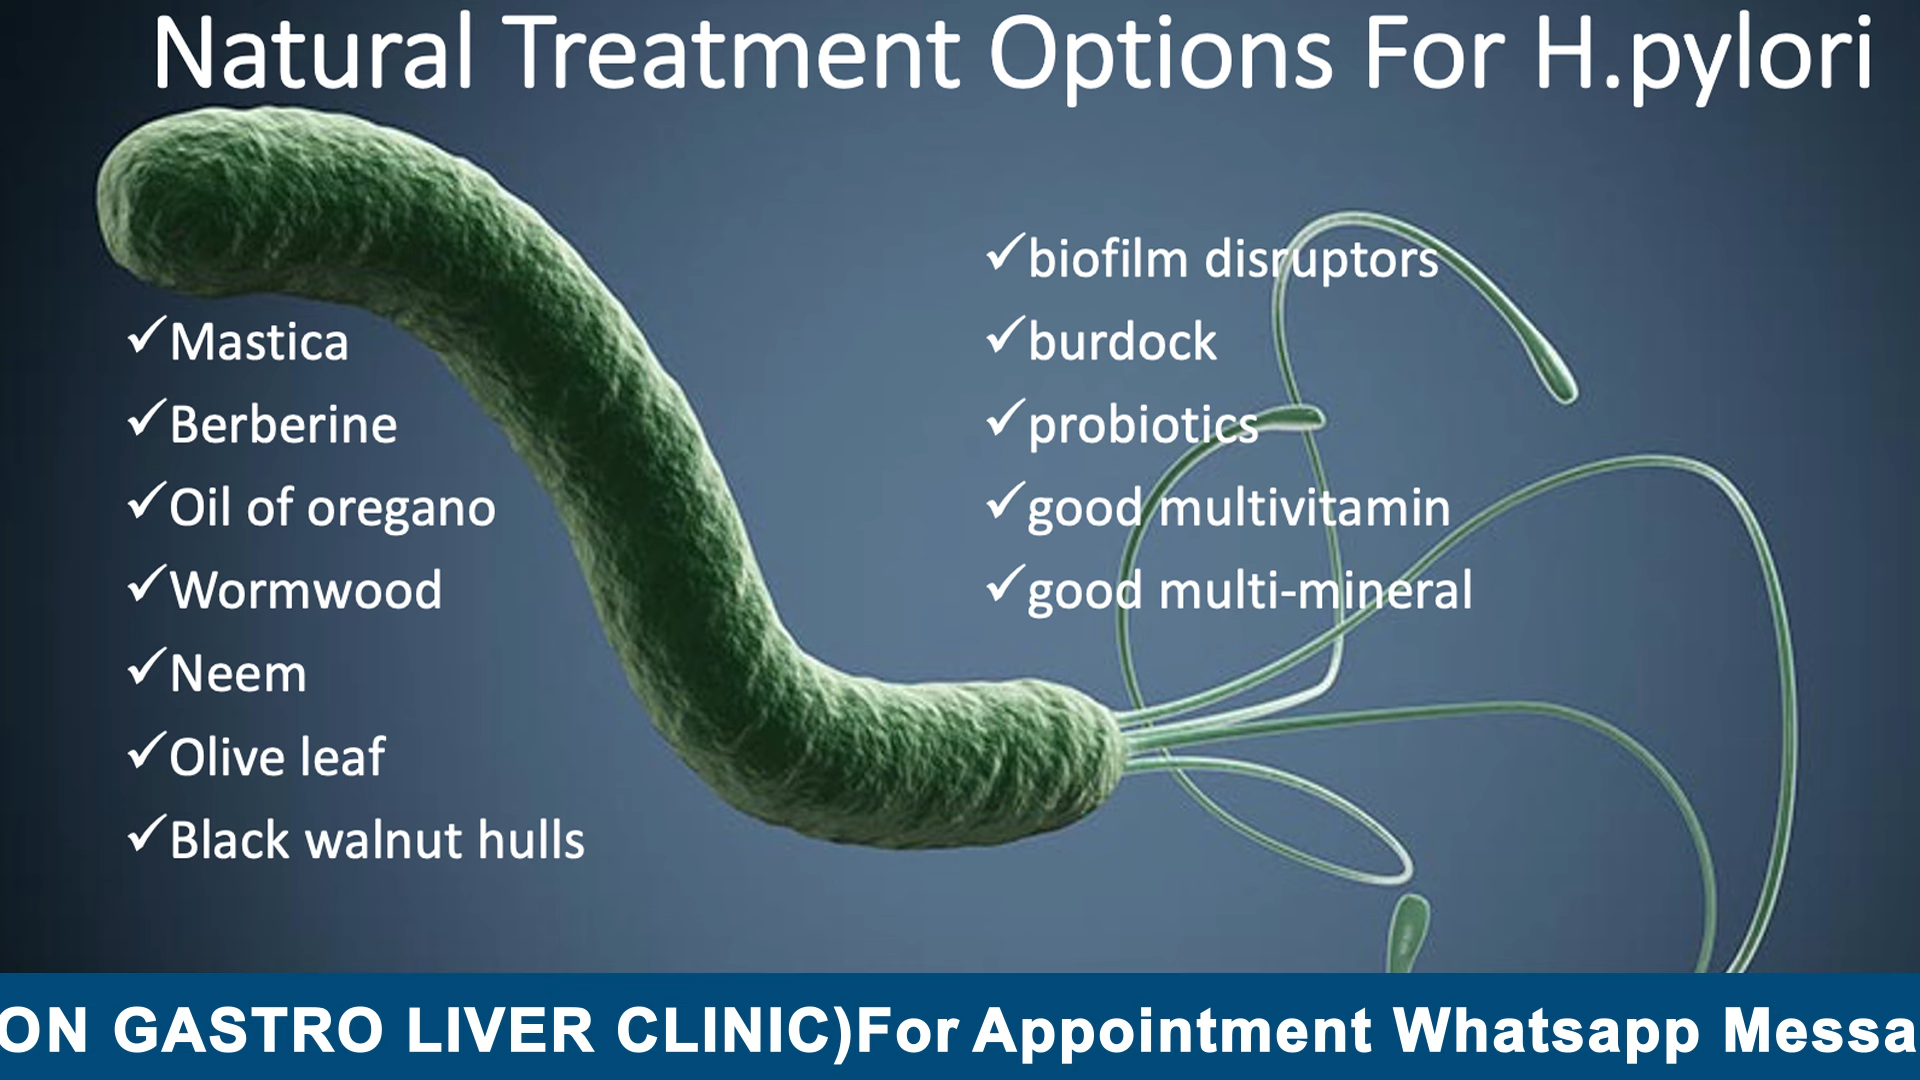 Natural Treatment Options For H.pylori
✓Mastica
✓Berberine
✓Oil of oregano
✓Wormwood
✓Neem
✓Olive leaf
✓Black walnut hulls
✓biofilm disruptors
✓burdock
✓probiotics
✓good multivitamin
✓good multi-mineral
ON GASTRO LIVER CLINIC)For Appointment Whatsapp Messa